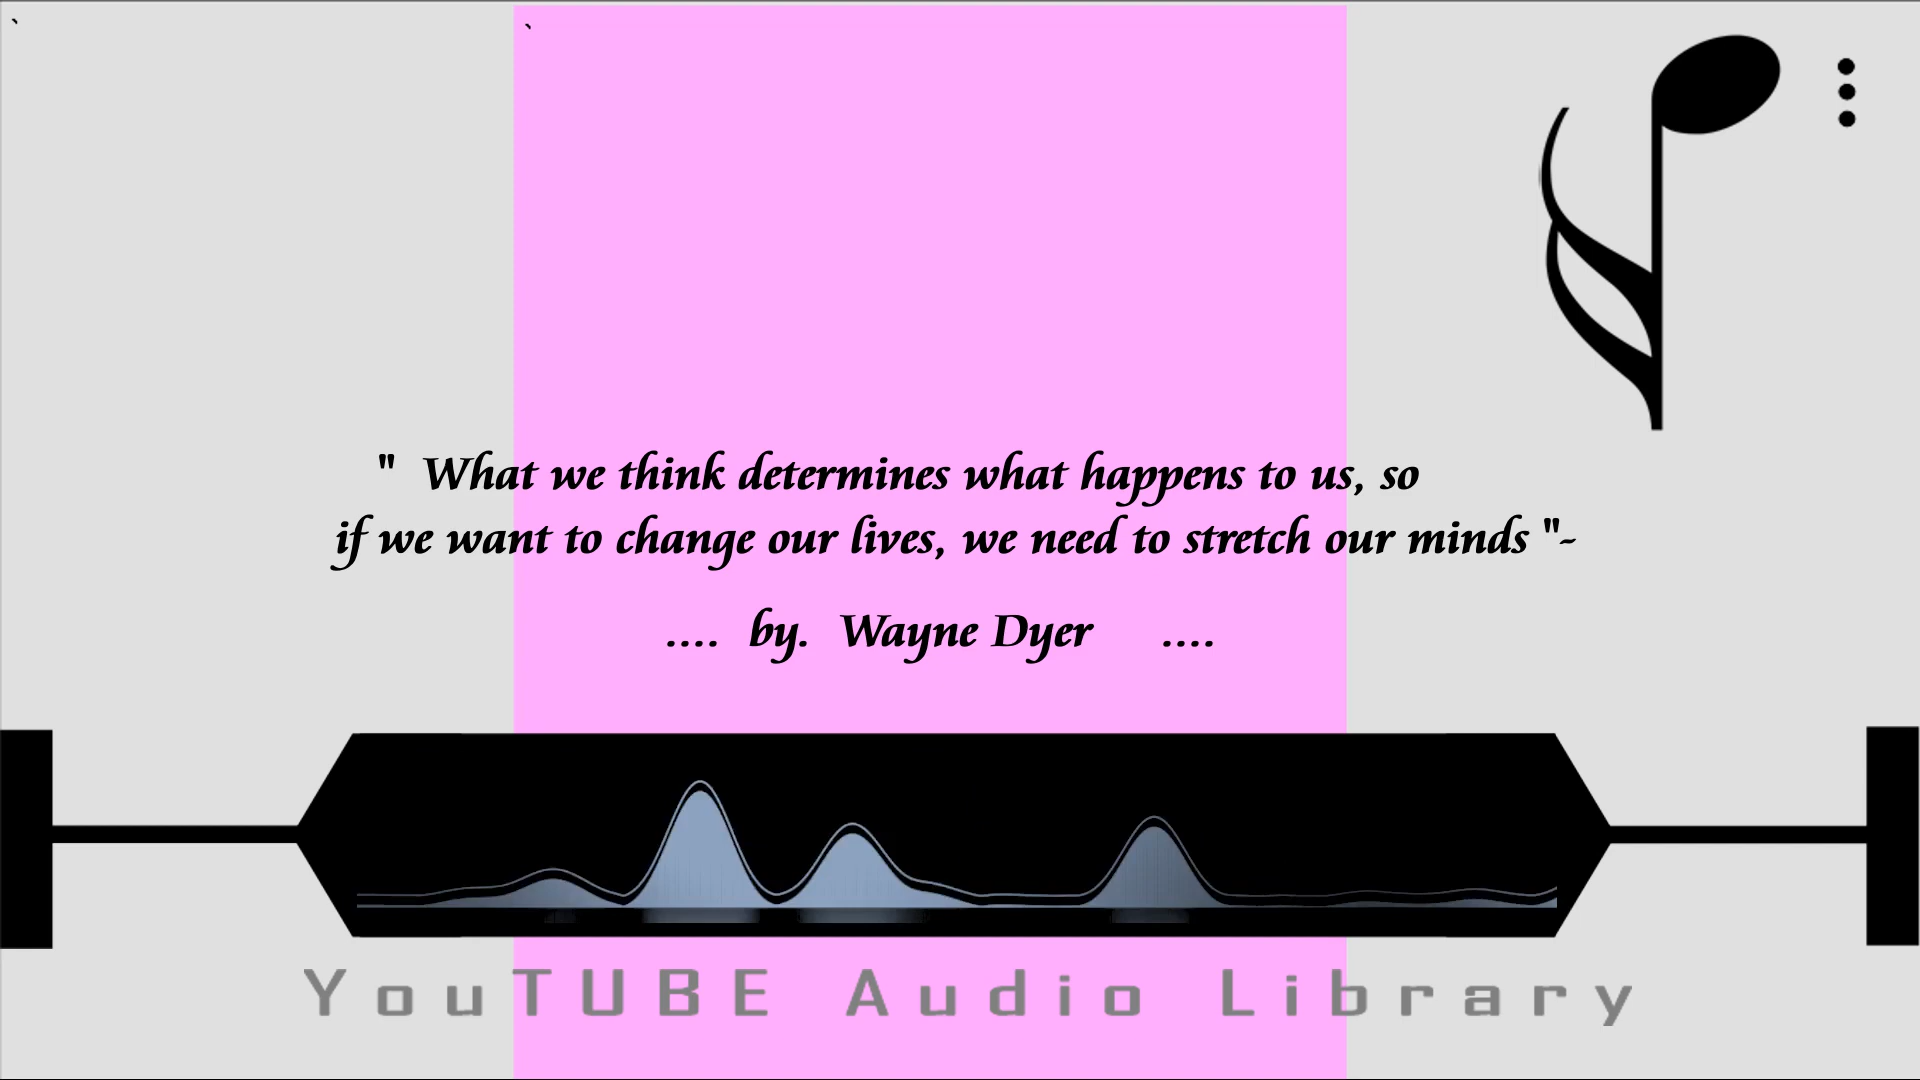 `
`
"  What we think determines what happens to us, so
if we want to change our lives, we need to stretch our minds "-
....  by.  Wayne Dyer  ....
YouTUBE Audio Library